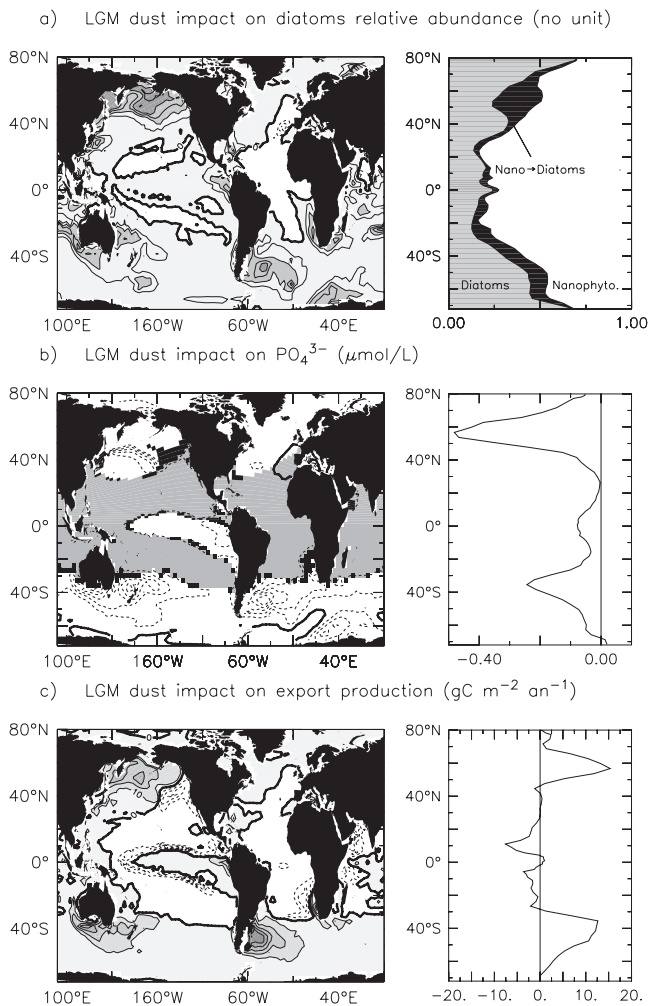 a) LGM dust impact on diatoms relative abundance (no unit)
80°N
40°N
0°
40°S
100°E 160°W 60°W 40°E
80°N
40°N
0°
40°S
Nano→Diatoms
Diatoms Nanophyto.
0.00 1.00
b) LGM dust impact on PO₄³⁻ (μmol/L)
80°N
40°N
0°
40°S
100°E 160°W 60°W 40°E
80°N
40°N
0°
40°S
-0.40 0.00
c) LGM dust impact on export production (gC m⁻² an⁻¹)
80°N
40°N
0°
40°S
100°E 160°W 60°W 40°E
80°N
40°N
0°
40°S
-20. -10. 0. 10. 20.